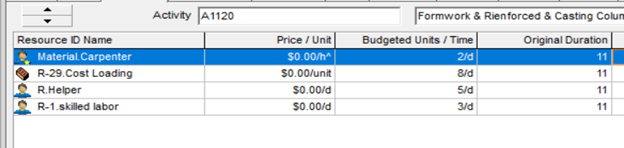 Activity A1120 Formwork & Rienforced & Casting Colum
Resource ID Name Price / Unit Budgeted Units / Time Original Duration
Material.Carpenter $0.00/h^ 2/d 11
R-29.Cost Loading $0.00/unit 8/d 11
R.Helper $0.00/d 5/d 11
R-1.skilled labor $0.00/d 3/d 11